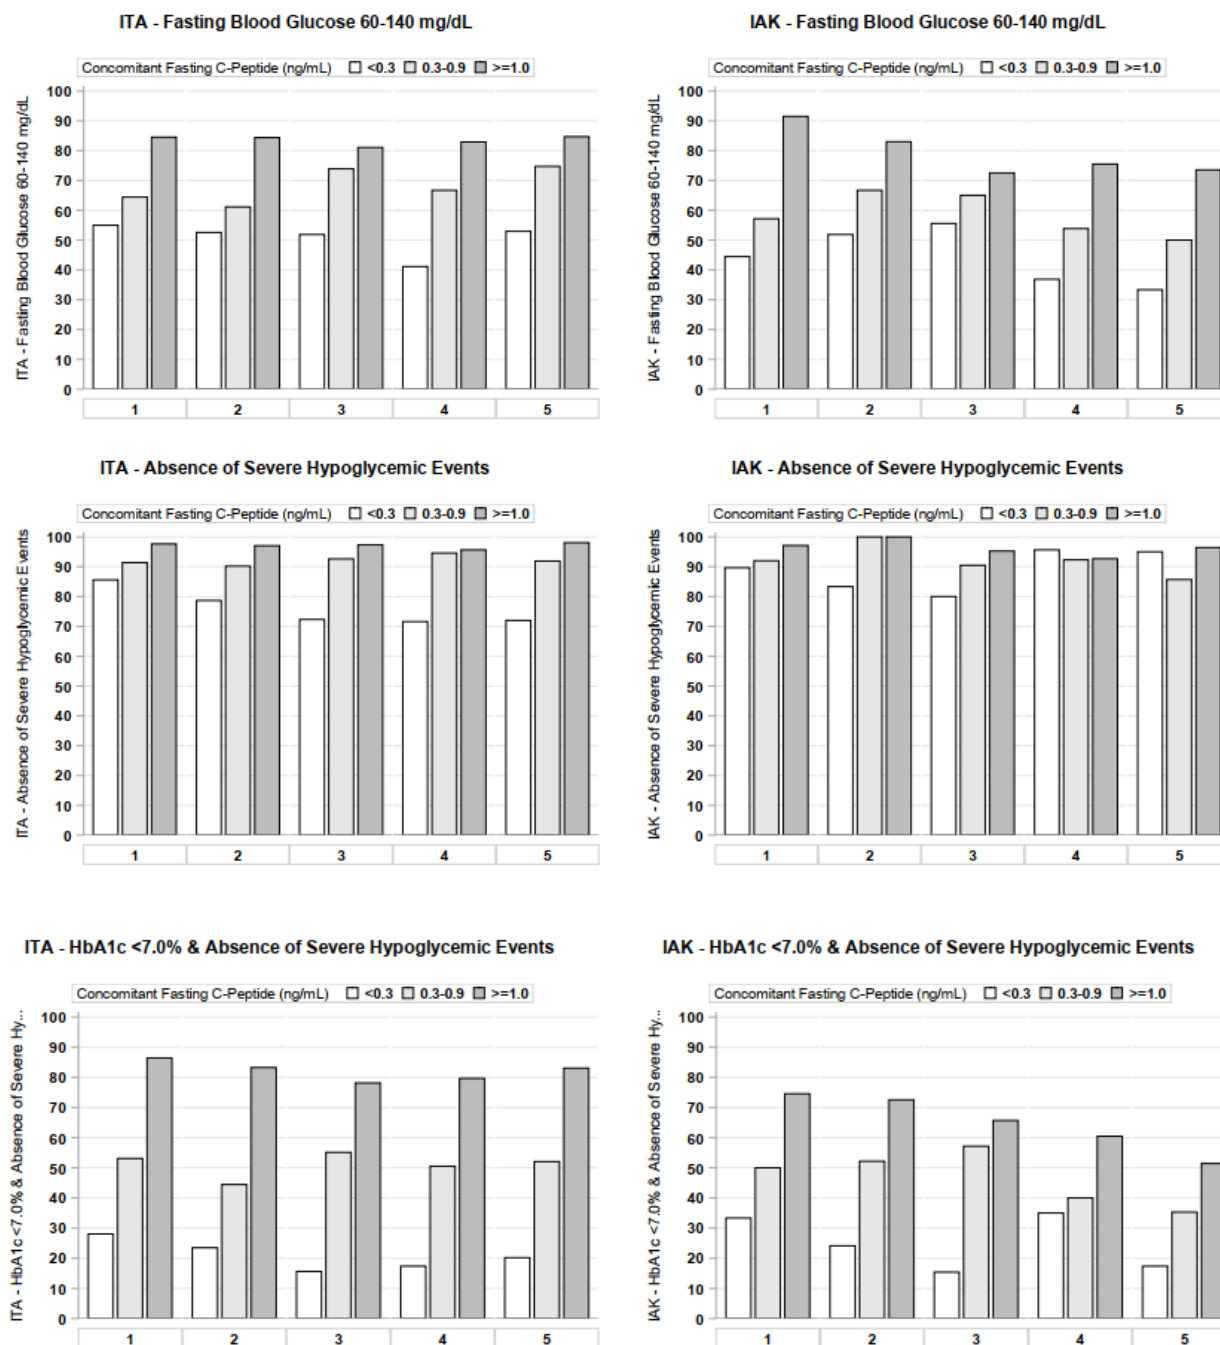 ITA - Fasting Blood Glucose 60-140 mg/dL
Concomitant Fasting C-Peptide (ng/mL) <0.3 0.3-0.9 >=1.0
ITA - Fasting Blood Glucose 60-140 mg/dL
100
90
80
70
60
50
40
30
20
10
0
1 2 3 4 5
IAK - Fasting Blood Glucose 60-140 mg/dL
Concomitant Fasting C-Peptide (ng/mL) <0.3 0.3-0.9 >=1.0
IAK - Fasting Blood Glucose 60-140 mg/dL
100
90
80
70
60
50
40
30
20
10
0
1 2 3 4 5
ITA - Absence of Severe Hypoglycemic Events
Concomitant Fasting C-Peptide (ng/mL) <0.3 0.3-0.9 >=1.0
ITA - Absence of Severe Hypoglycemic Events
100
90
80
70
60
50
40
30
20
10
0
1 2 3 4 5
IAK - Absence of Severe Hypoglycemic Events
Concomitant Fasting C-Peptide (ng/mL) <0.3 0.3-0.9 >=1.0
IAK - Absence of Severe Hypoglycemic Events
100
90
80
70
60
50
40
30
20
10
0
1 2 3 4 5
ITA - HbA1c <7.0% & Absence of Severe Hypoglycemic Events
Concomitant Fasting C-Peptide (ng/mL) <0.3 0.3-0.9 >=1.0
ITA - HbA1c <7.0% & Absence of Severe Hy...
100
90
80
70
60
50
40
30
20
10
0
1 2 3 4 5
IAK - HbA1c <7.0% & Absence of Severe Hypoglycemic Events
Concomitant Fasting C-Peptide (ng/mL) <0.3 0.3-0.9 >=1.0
IAK - HbA1c <7.0% & Absence of Severe Hy...
100
90
80
70
60
50
40
30
20
10
0
1 2 3 4 5